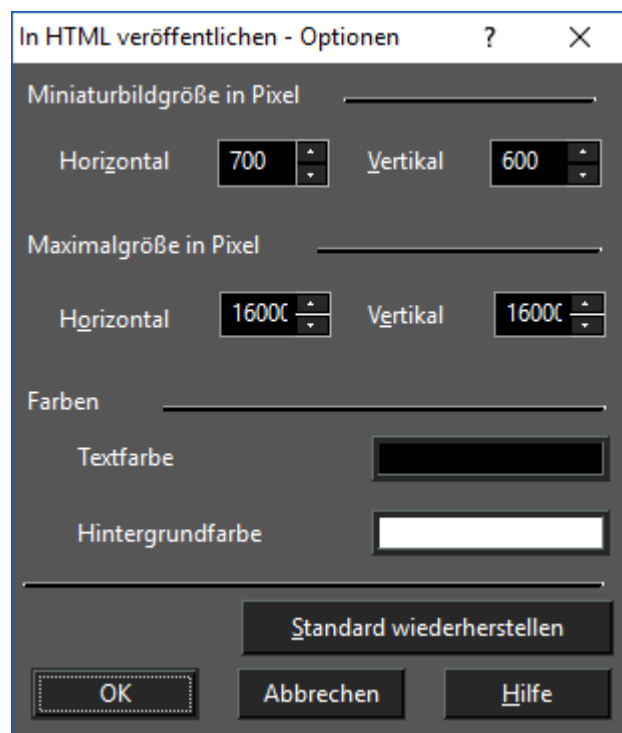 In HTML veröffentlichen - Optionen ? ×
Miniaturbildgröße in Pixel
Horizontal 700 Vertikal 600
Maximalgröße in Pixel
Horizontal 16000 Vertikal 16000
Farben
Textfarbe
Hintergrundfarbe
Standard wiederherstellen
OK Abbrechen Hilfe